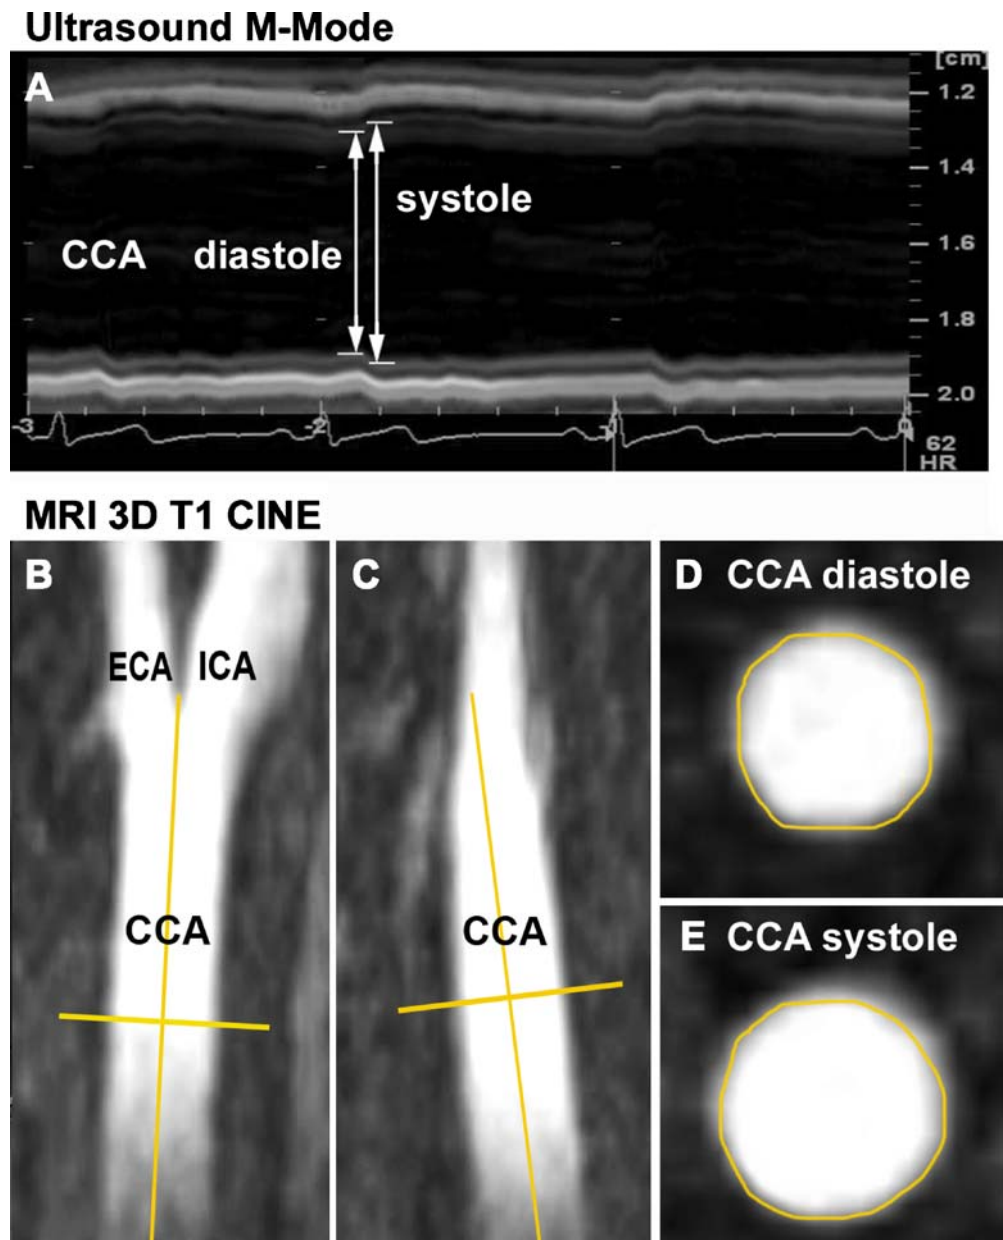 Ultrasound M-Mode
A
[cm]
1.2
systole
1.4
CCA diastole
1.6
1.8
2.0
-3 -2 -1 0
62
HR
MRI 3D T1 CINE
B
ECA ICA
CCA
C
CCA
D CCA diastole
E CCA systole